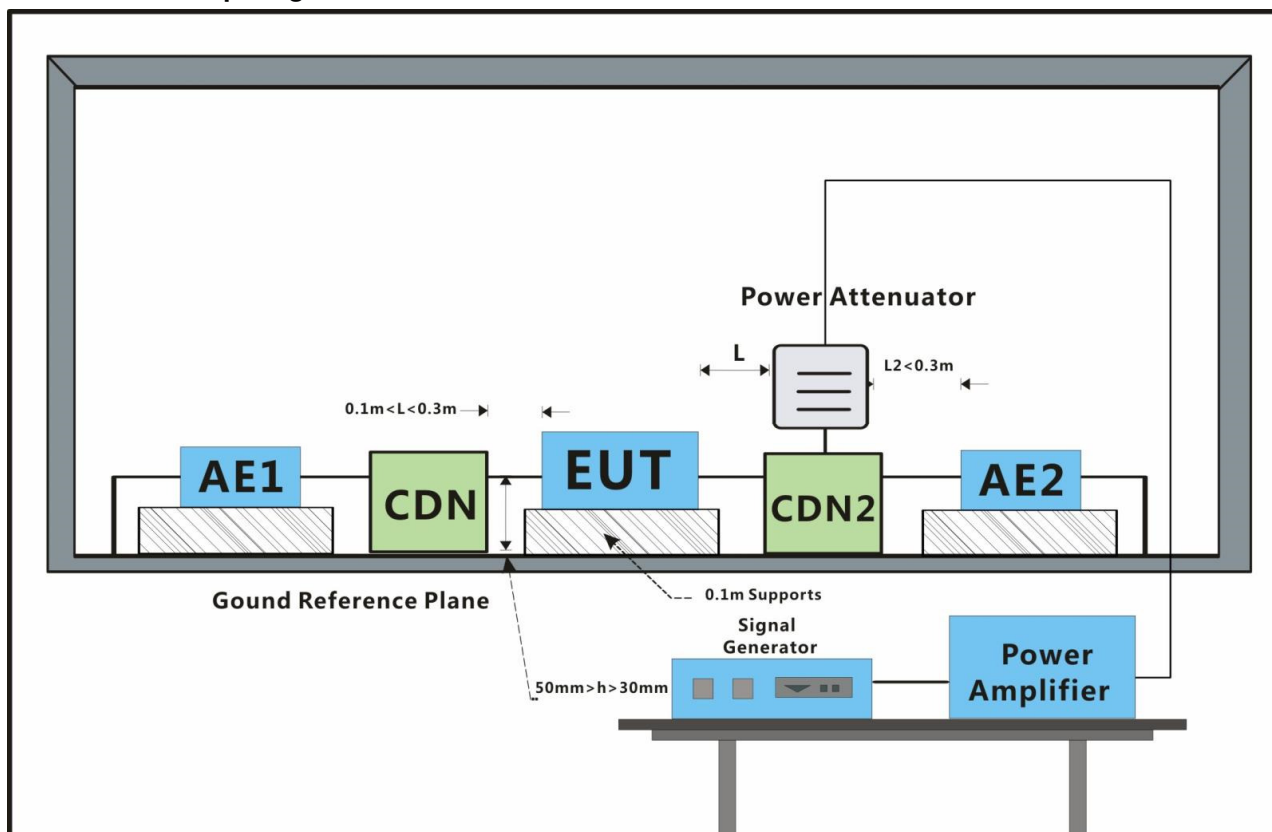 Power Attenuator
L
L2<0.3m
0.1m<L<0.3m
AE1
CDN
EUT
CDN2
AE2
Gound Reference Plane
0.1m Supports
Signal
Generator
50mm>h>30mm
Power
Amplifier